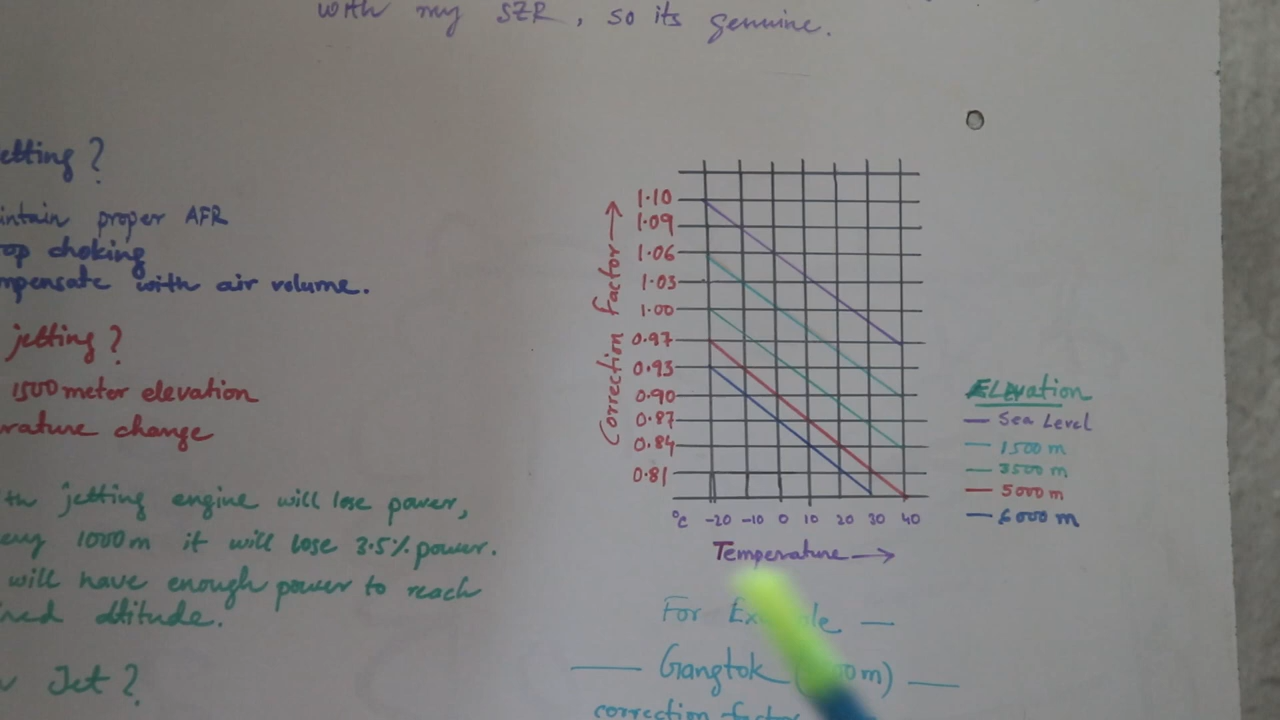 with my SZR, so its genuine.
etting?
intain proper AFR
top choking
mpensate with air volume.
jetting?
1500 meter elevation
rature change
th jetting engine will lose power,
ery 1000m it will lose 3.5% power.
will have enough power to reach
ned altitude.
w Jet?
Correction factor →
1.10
1.09
1.06
1.03
1.00
0.97
0.93
0.90
0.87
0.84
0.81
°C -20 -10 0 10 20 30 40
Temperature →
Elevation
— Sea Level
— 1500 m
— 3500 m
— 5000 m
— 6000 m
For —
— Gangtok —
correction factor